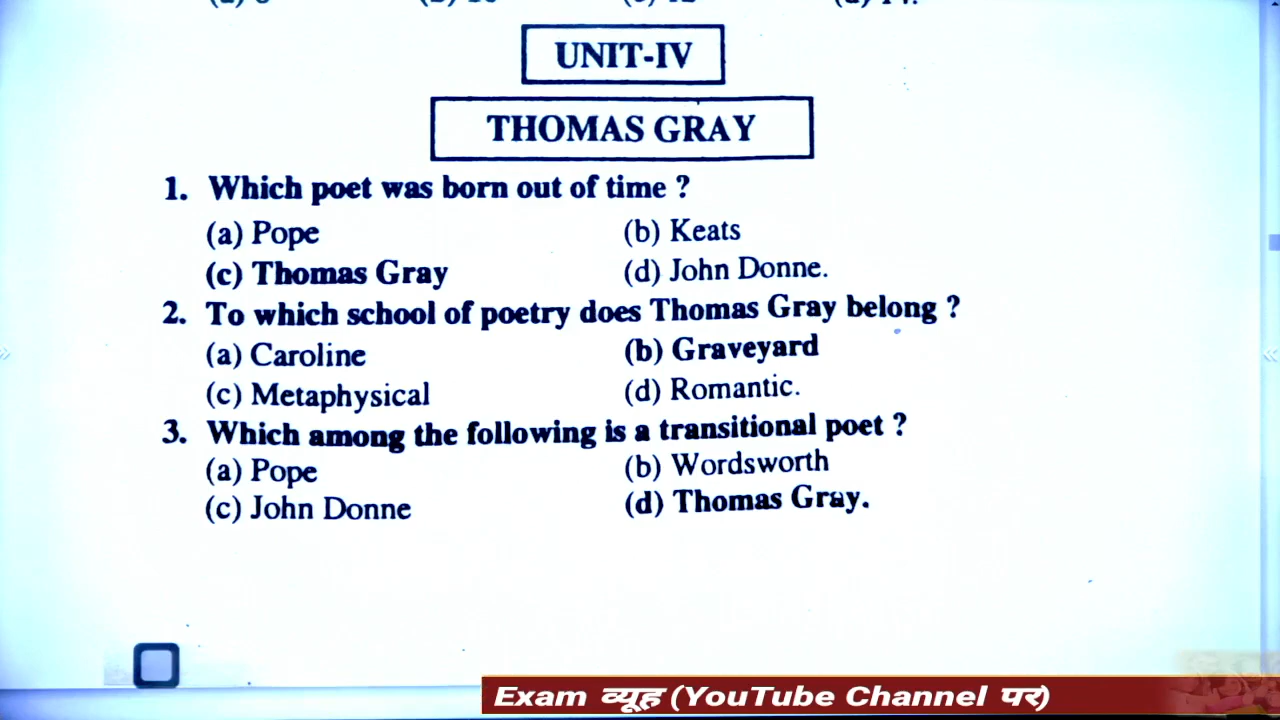 UNIT-IV
THOMAS GRAY
1. Which poet was born out of time ?
(a) Pope (b) Keats
(c) Thomas Gray (d) John Donne.
2. To which school of poetry does Thomas Gray belong ?
(a) Caroline (b) Graveyard
(c) Metaphysical (d) Romantic.
3. Which among the following is a transitional poet ?
(a) Pope (b) Wordsworth
(c) John Donne (d) Thomas Gray.
Exam व्यूह (YouTube Channel पर)